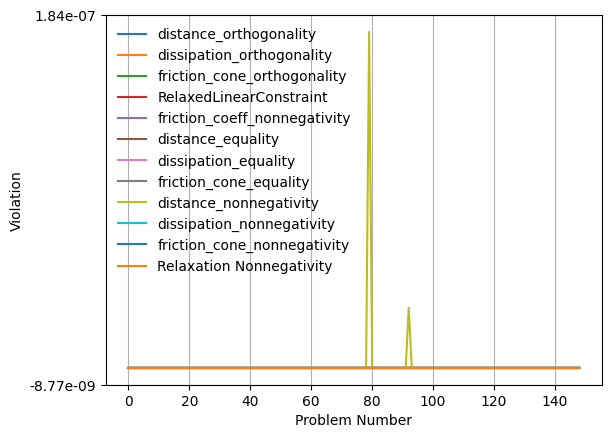 1.84e-07
distance_orthogonality
dissipation_orthogonality
friction_cone_orthogonality
RelaxedLinearConstraint
friction_coeff_nonnegativity
distance_equality
dissipation_equality
friction_cone_equality
distance_nonnegativity
dissipation_nonnegativity
friction_cone_nonnegativity
Relaxation Nonnegativity
Violation
-8.77e-09
0 20 40 60 80 100 120 140
Problem Number